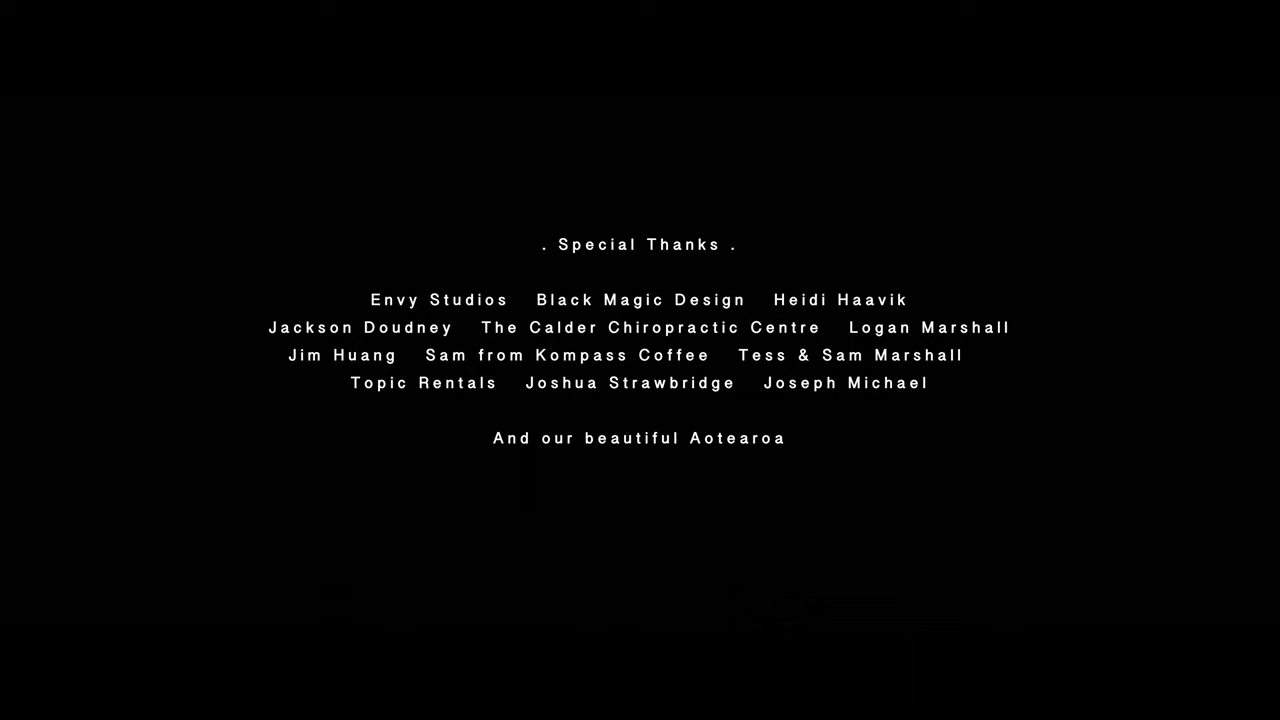 . Special Thanks .
Envy Studios Black Magic Design Heidi Haavik
Jackson Doudney The Calder Chiropractic Centre Logan Marshall
Jim Huang Sam from Kompass Coffee Tess & Sam Marshall
Topic Rentals Joshua Strawbridge Joseph Michael
And our beautiful Aotearoa